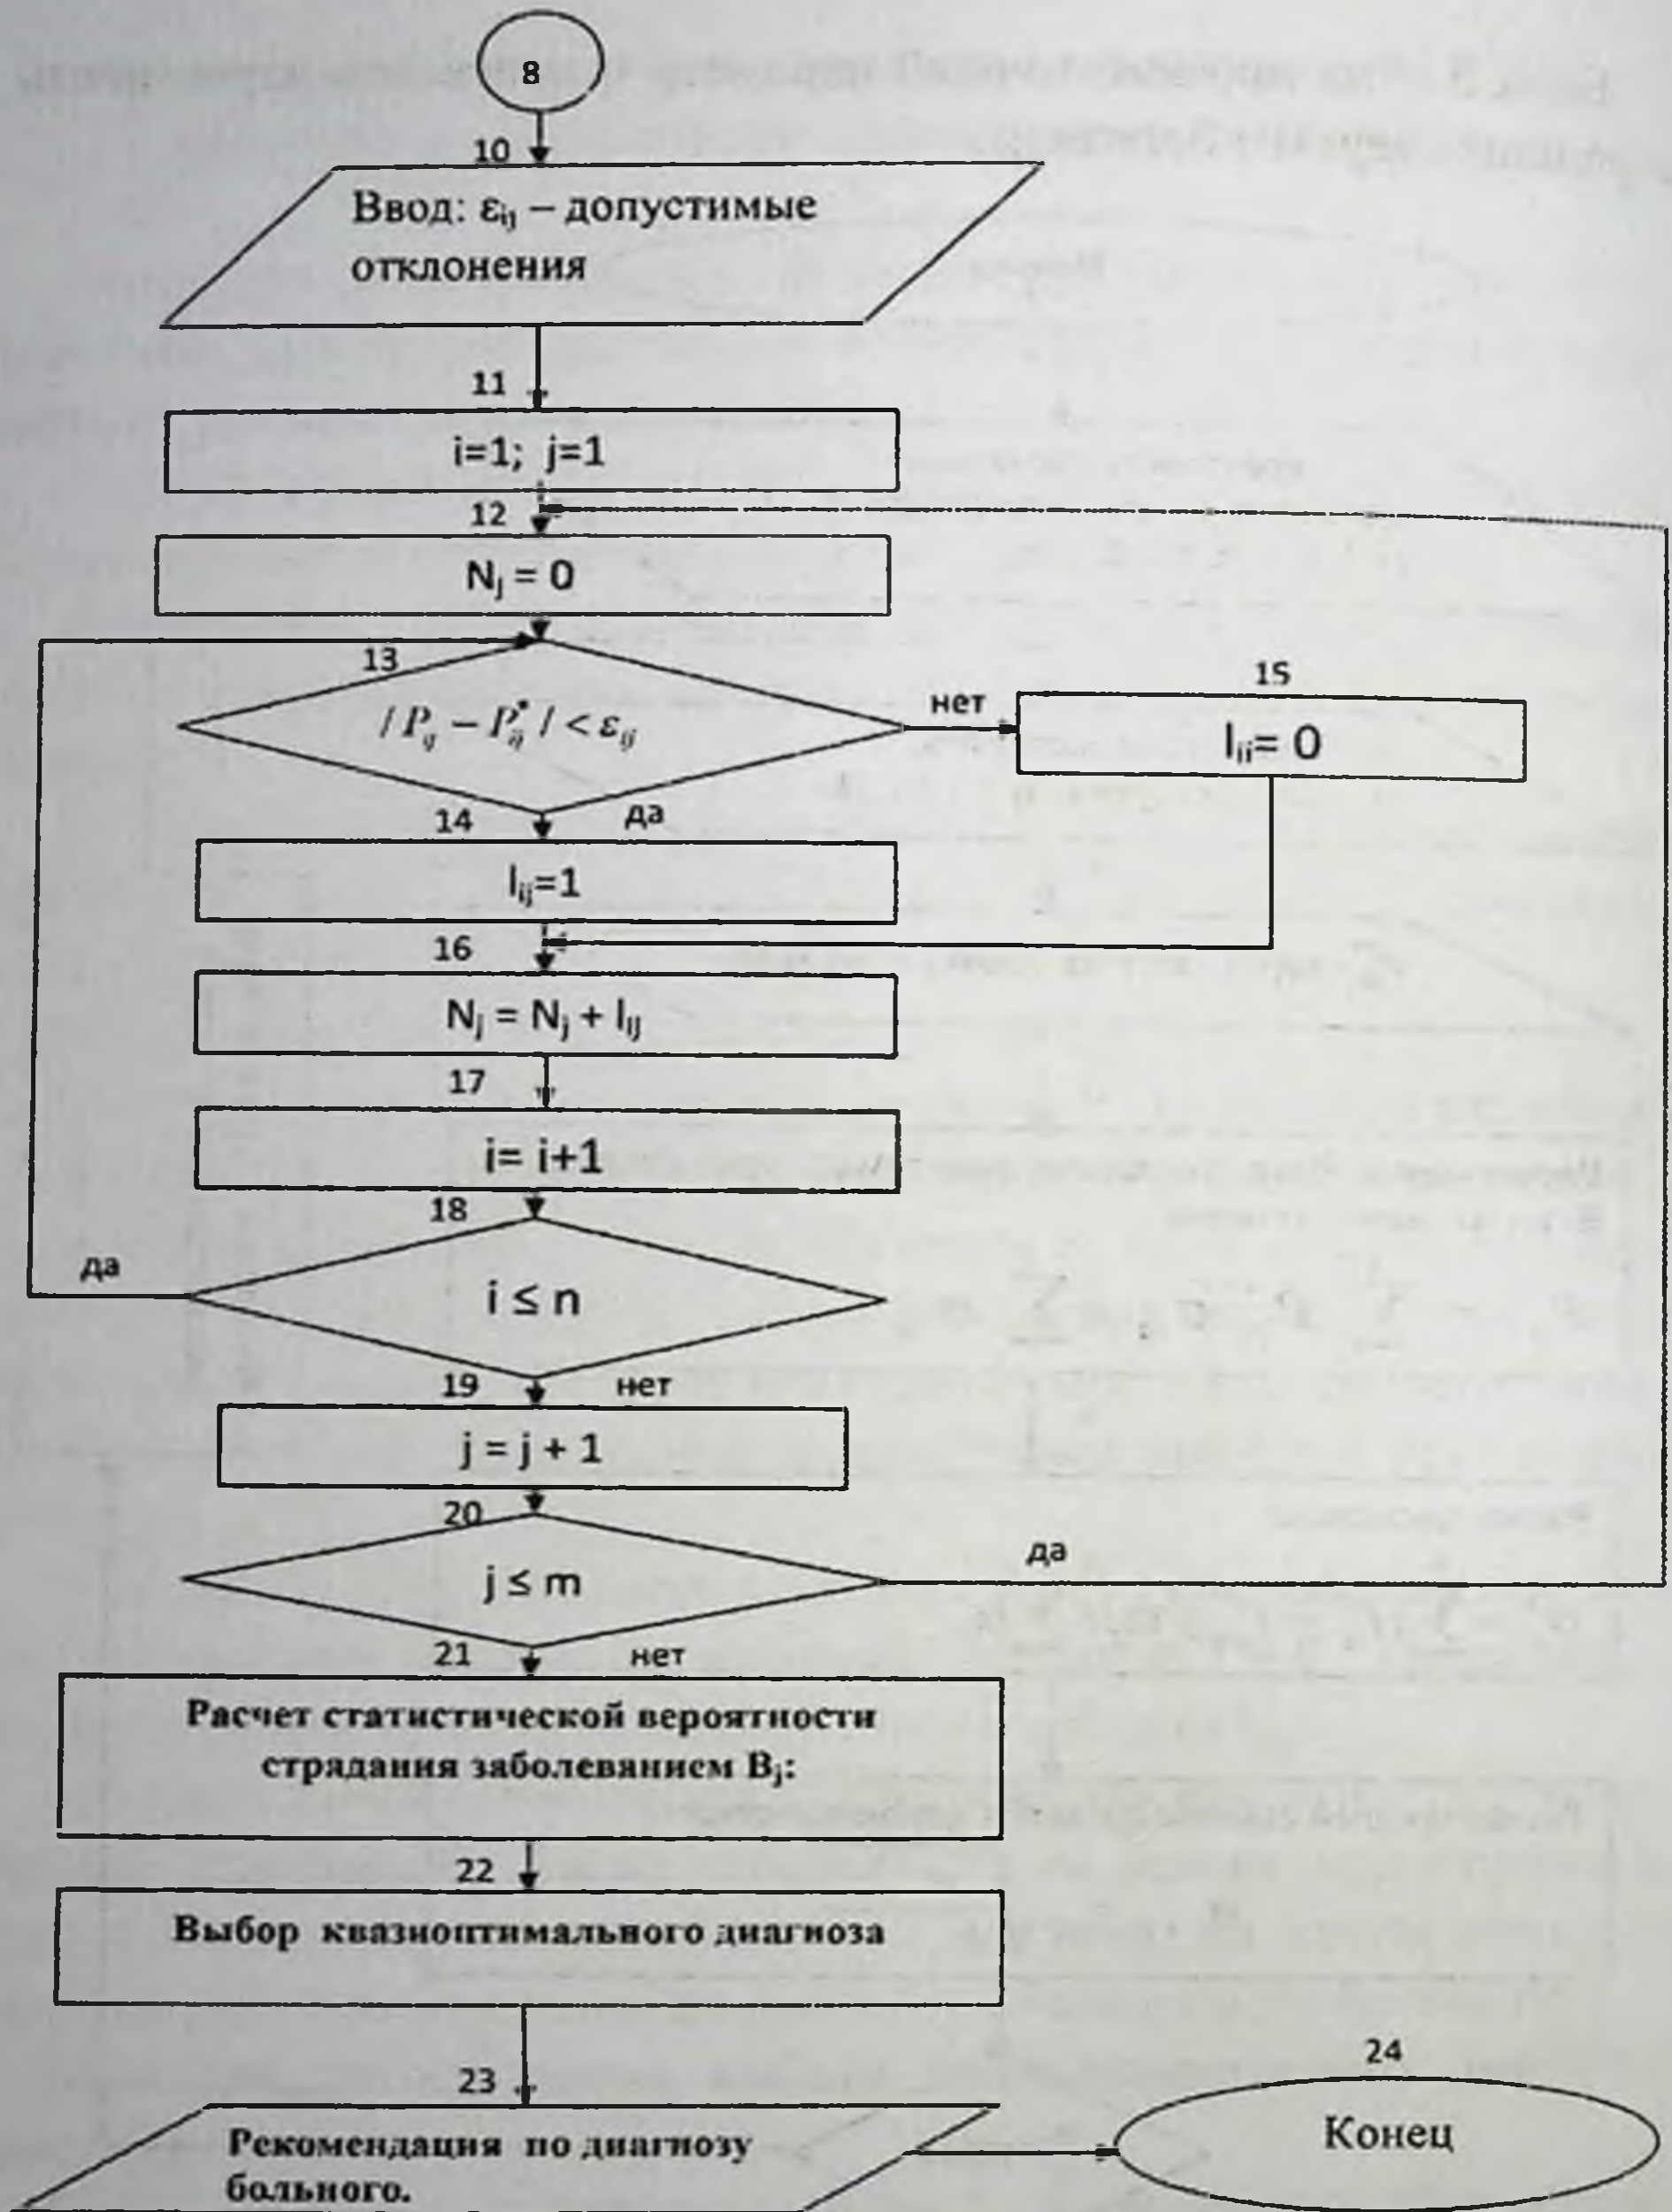 8
10
Ввод: εij – допустимые
отклонения
11
i=1; j=1
12
Nj = 0
13
/ Pij − P*ij / < εij
нет
15
Iij= 0
14
да
Iij=1
16
Nj = Nj + Iij
17
i= i+1
18
да
i ≤ n
19
нет
j = j + 1
20
j ≤ m
да
21
нет
Расчет статистической вероятности
страдания заболеванием Bj:
22
Выбор квазиоптимального диагноза
23
Рекомендация по диагнозу
больного.
24
Конец